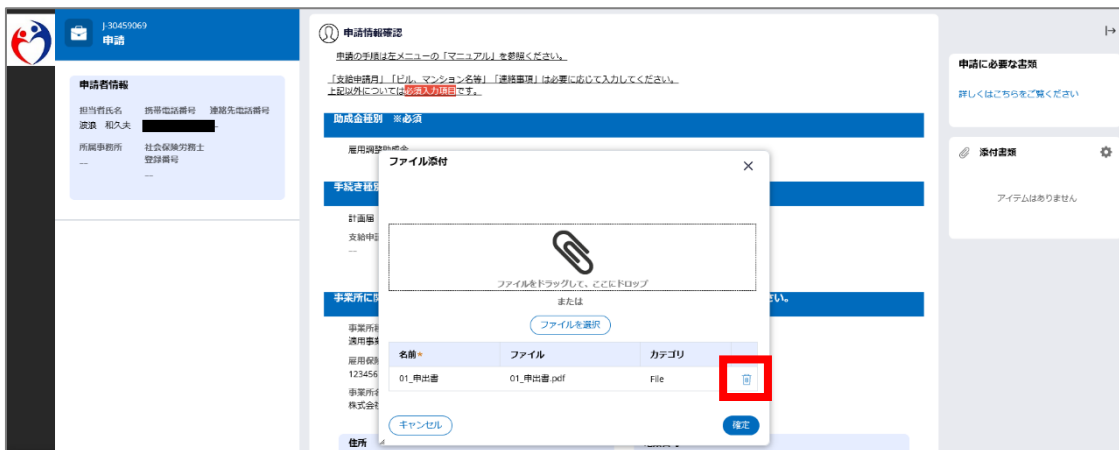 J-30459069
申請
申請者情報
担当者氏名 携帯電話番号 連絡先電話番号
波浪 和久夫
--
所属事務所 社会保険労務士
登録番号
--
--
申請情報確認
申請の手順は左メニューの「マニュアル」を参照ください。
「支給申請月」「ビル、マンション名等」「連絡事項」は必要に応じて入力してください。
上記以外については必須入力項目です。
助成金種別 ※必須
雇用調整助成金
手続き種別
計画届
支給申請
--
事業所に関
さい。
事業所
適用事業
雇用保険
123456
事業所名
株式会社
住所
ファイル添付
ファイルをドラッグして、ここにドロップ
または
ファイルを選択
名前* ファイル カテゴリ
01_申出書 01_申出書.pdf File
キャンセル 確定
申請に必要な書類
詳しくはこちらをご覧ください
添付書類
アイテムはありません